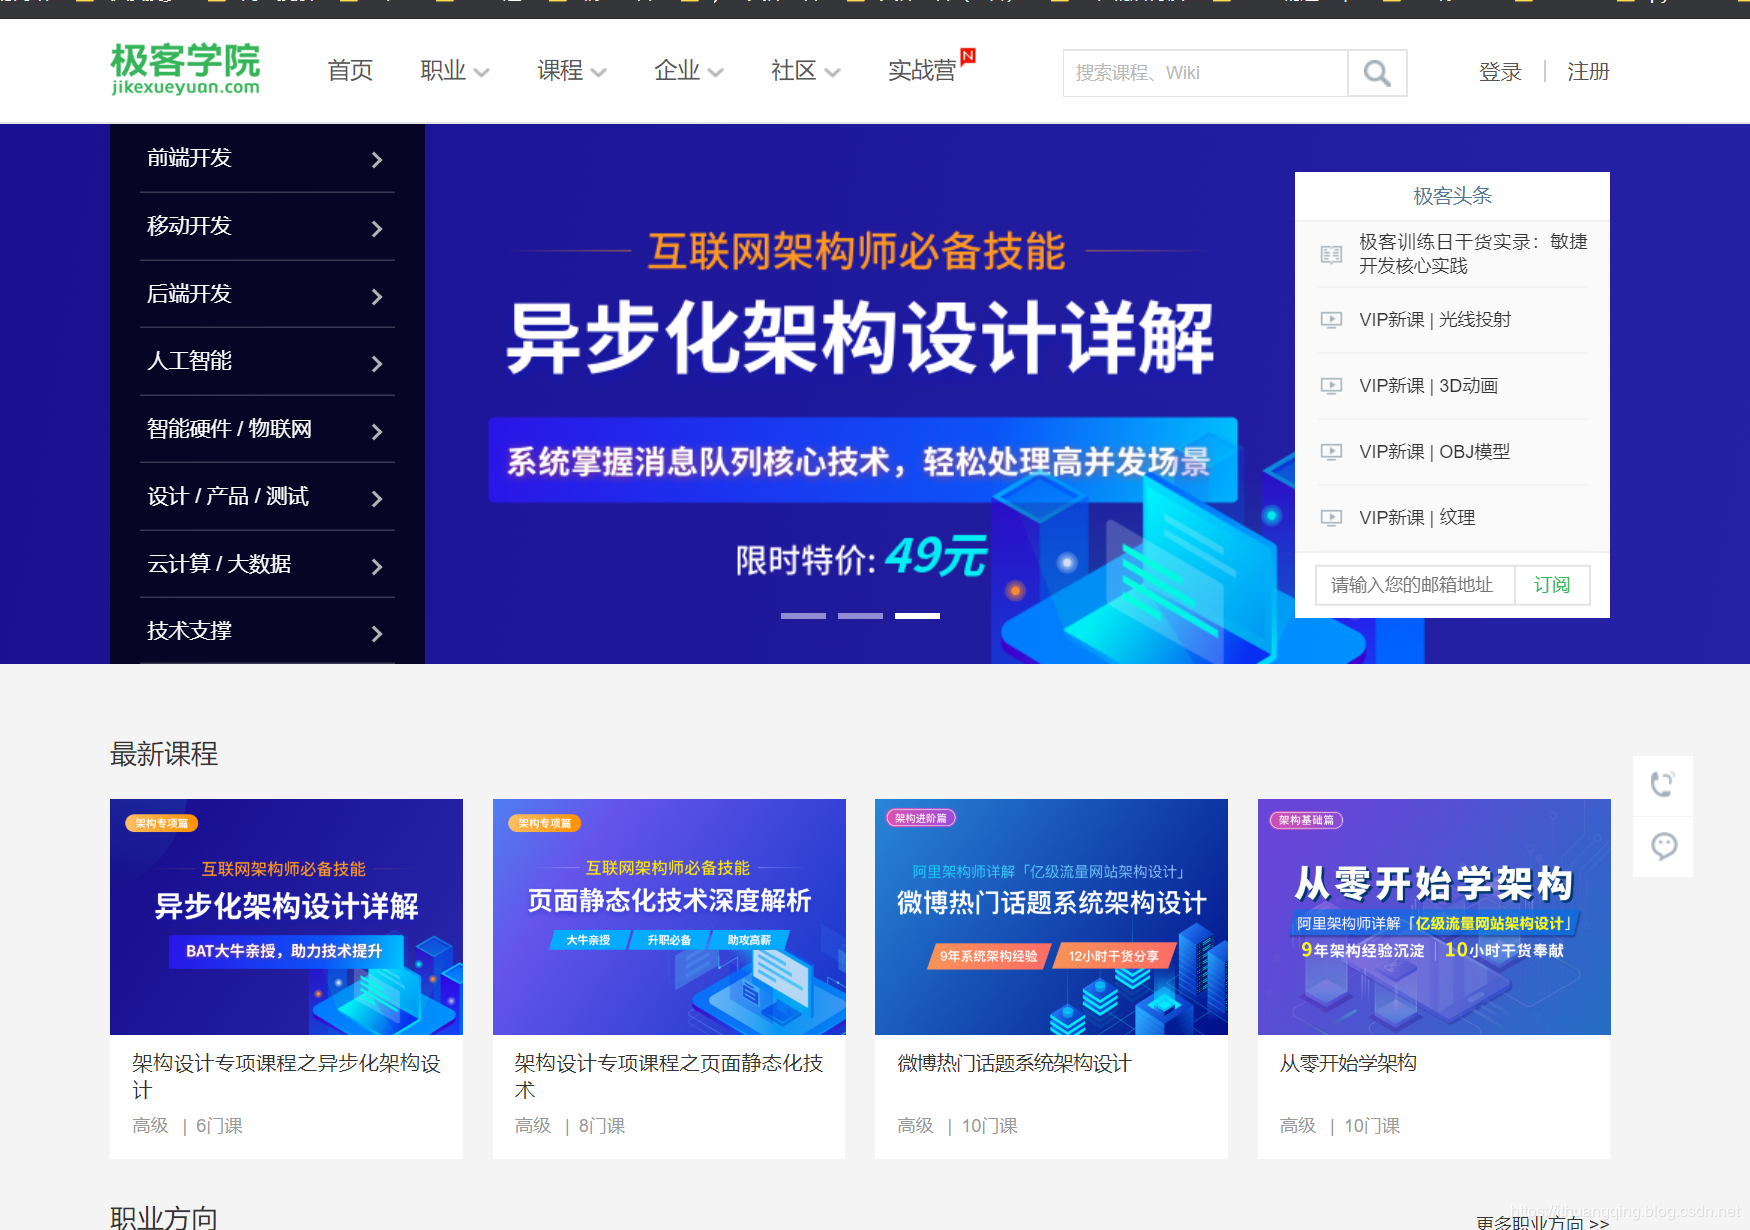 极客学院
jikexueyuan.com
首页
职业
课程
企业
社区
实战营
N
搜索课程、Wiki
登录
注册
前端开发
移动开发
后端开发
人工智能
智能硬件 / 物联网
设计 / 产品 / 测试
云计算 / 大数据
技术支撑
互联网架构师必备技能
异步化架构设计详解
系统掌握消息队列核心技术，轻松处理高并发场景
限时特价: 49元
极客头条
极客训练日干货实录：敏捷
开发核心实践
VIP新课 | 光线投射
VIP新课 | 3D动画
VIP新课 | OBJ模型
VIP新课 | 纹理
请输入您的邮箱地址
订阅
最新课程
架构专项篇
互联网架构师必备技能
异步化架构设计详解
BAT大牛亲授，助力技术提升
架构设计专项课程之异步化架构设
计
高级 | 6门课
架构专项篇
互联网架构师必备技能
页面静态化技术深度解析
大牛亲授 升职必备 助攻高薪
架构设计专项课程之页面静态化技
术
高级 | 8门课
架构进阶篇
阿里架构师详解「亿级流量网站架构设计」
微博热门话题系统架构设计
9年系统架构经验 12小时干货分享
微博热门话题系统架构设计
高级 | 10门课
架构基础篇
从零开始学架构
阿里架构师详解「亿级流量网站架构设计」
9年架构经验沉淀 | 10小时干货奉献
从零开始学架构
高级 | 10门课
职业方向
更多职业方向 >>
https://lthuangqing.blog.csdn.net